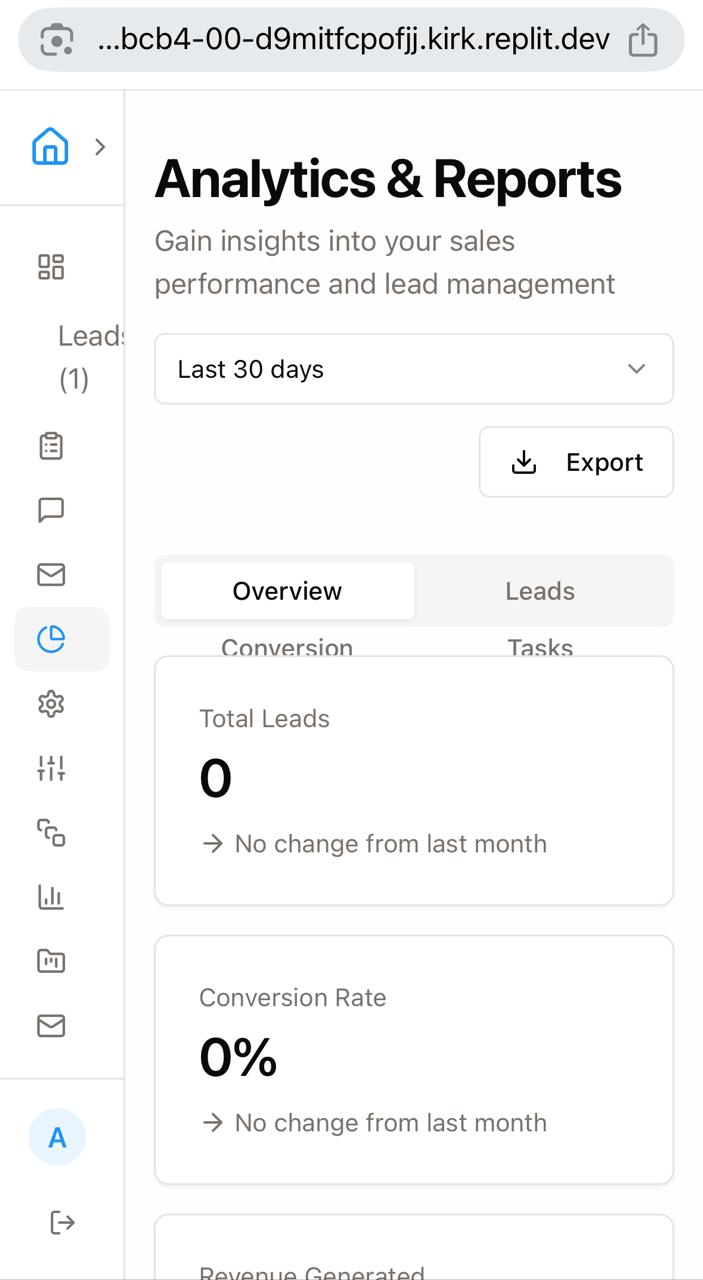 ...bcb4-00-d9mitfcpofjj.kirk.replit.dev
Analytics & Reports
Gain insights into your sales
performance and lead management
Leads
(1)
Last 30 days
Export
Overview
Leads
Conversion
Tasks
Total Leads
0
No change from last month
Conversion Rate
0%
No change from last month
A
Revenue Generated